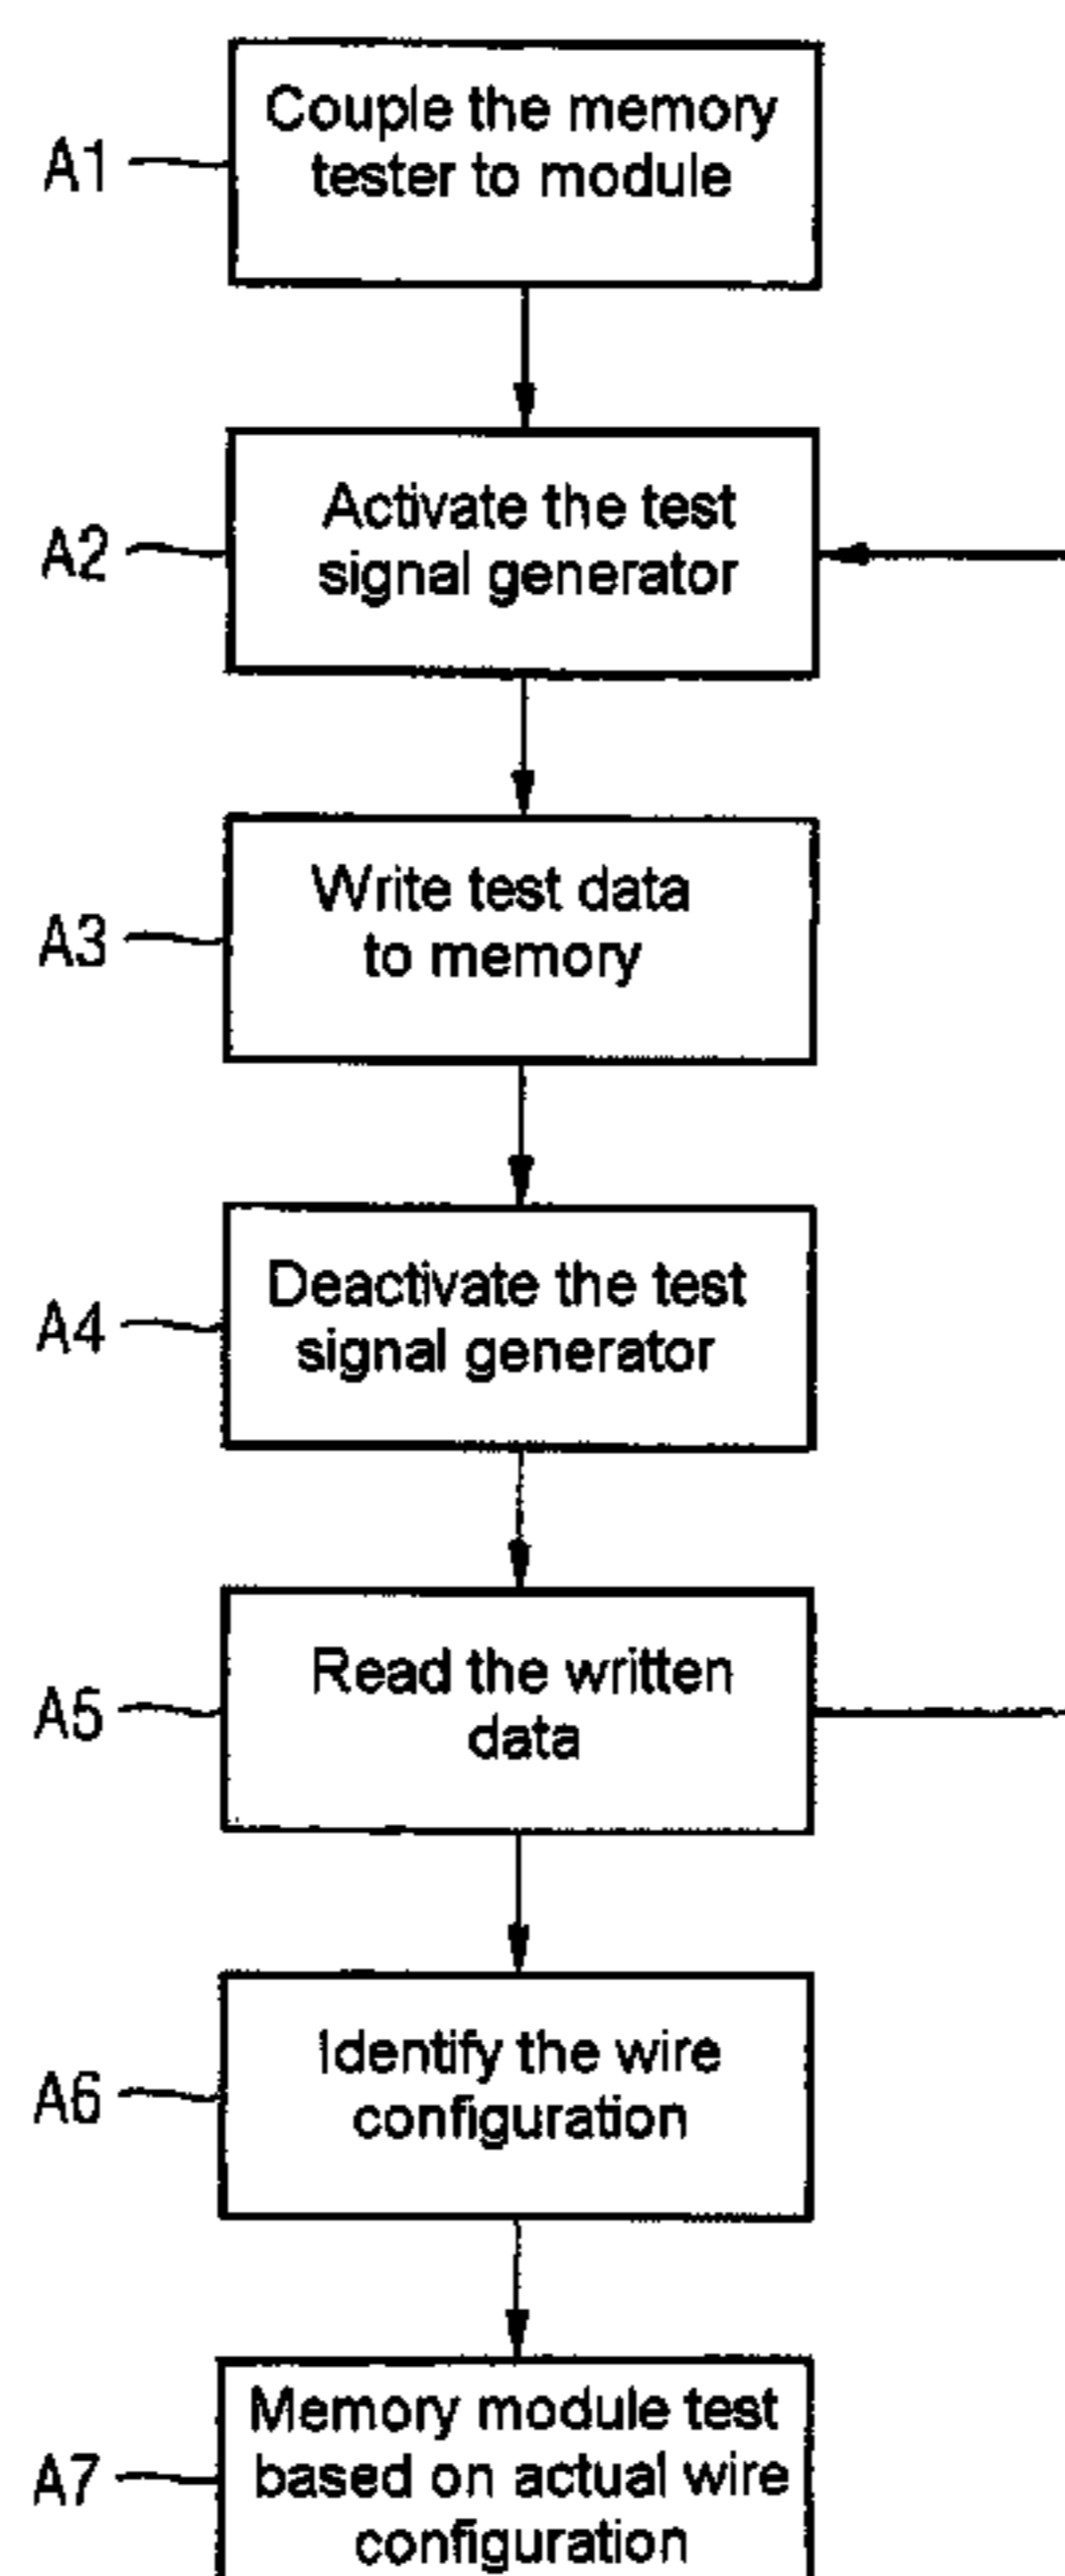 Couple the memory
A1
tester to module
Activate the test
A2
signal generator
Write test data
A3
to memory
Deactivate the test
A4
signal generator
Read the written
A5
data
Identify the wire
A6
configuration
Memory module test
A7
based on actual wire
configuration